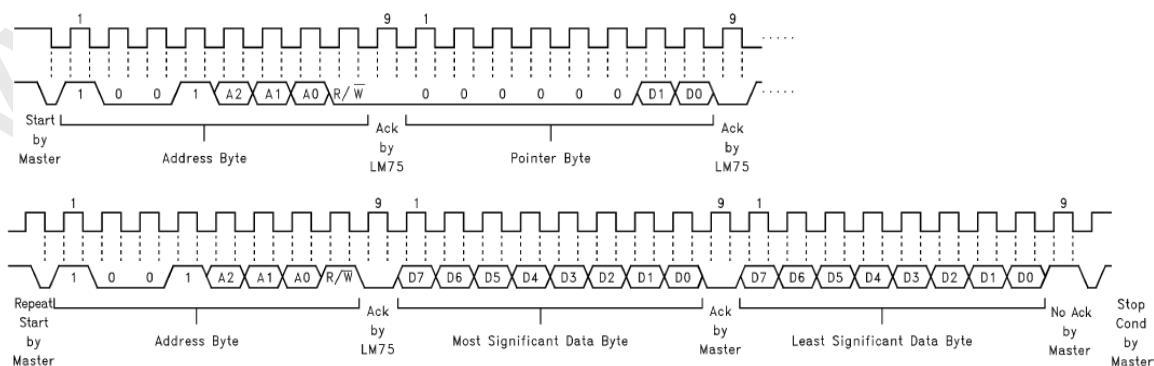 1 9 1 9
1 0 0 1 A2 A1 A0 R/W̅ 0 0 0 0 0 0 D1 D0
Start
by
Master
Address Byte
Ack
by
LM75
Pointer Byte
Ack
by
LM75
1 9 1 9 1 9
1 0 0 1 A2 A1 A0 R/W̅ D7 D6 D5 D4 D3 D2 D1 D0 D7 D6 D5 D4 D3 D2 D1 D0
Repeat
Start
by
Master
Address Byte
Ack
by
LM75
Most Significant Data Byte
Ack
by
Master
Least Significant Data Byte
No Ack
by
Master
Stop
Cond
by
Master